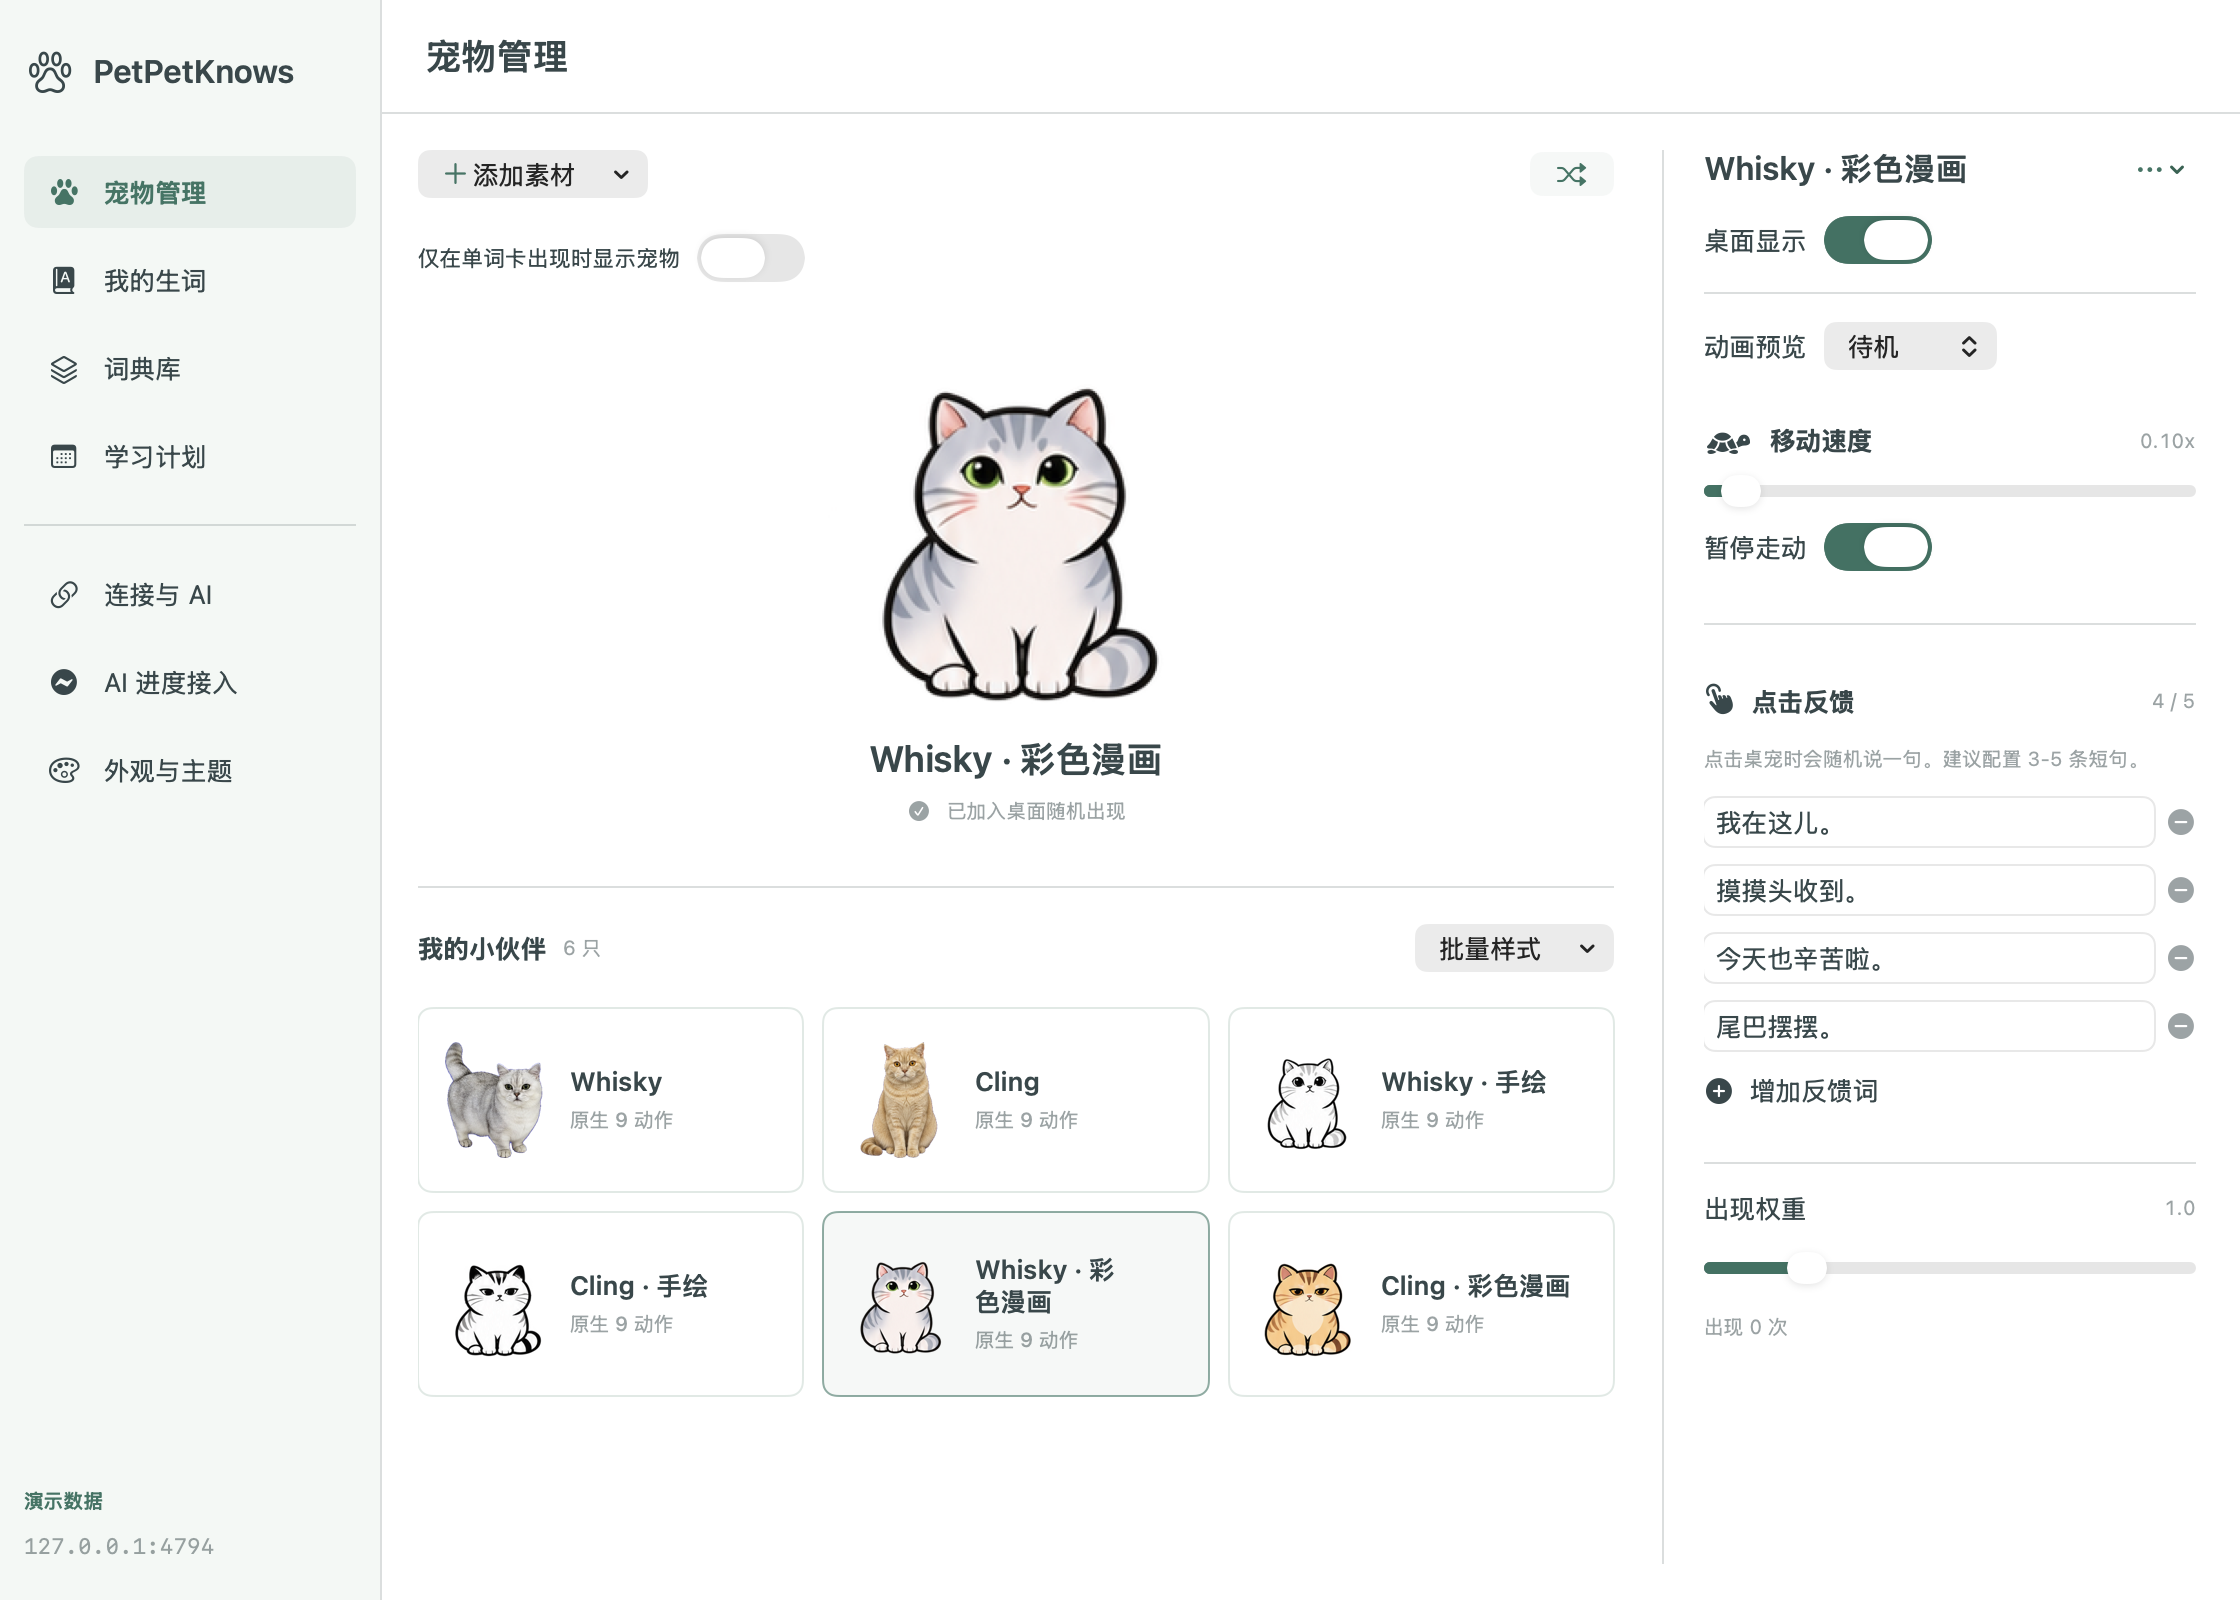 PetPetKnows
宠物管理
我的生词
词典库
学习计划
连接与 AI
AI 进度接入
外观与主题
演示数据
127.0.0.1:4794
宠物管理
添加素材
仅在单词卡出现时显示宠物
Whisky · 彩色漫画
已加入桌面随机出现
我的小伙伴 6 只
批量样式
Whisky
原生 9 动作
Cling
原生 9 动作
Whisky · 手绘
原生 9 动作
Cling · 手绘
原生 9 动作
Whisky · 彩
色漫画
原生 9 动作
Cling · 彩色漫画
原生 9 动作
Whisky · 彩色漫画
桌面显示
动画预览 待机
移动速度 0.10x
暂停走动
点击反馈 4 / 5
点击桌宠时会随机说一句。建议配置 3-5 条短句。
我在这儿。
摸摸头收到。
今天也辛苦啦。
尾巴摆摆。
增加反馈词
出现权重 1.0
出现 0 次